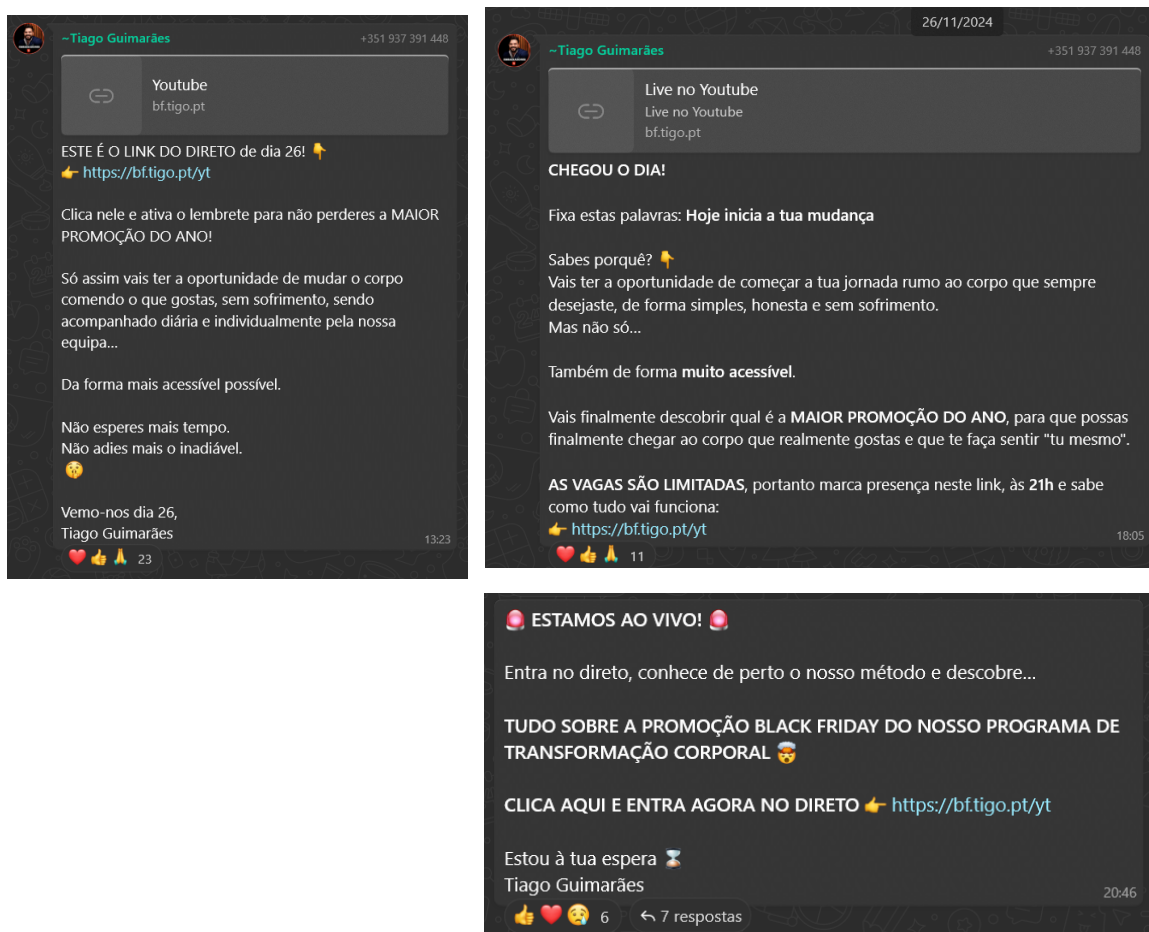 ~Tiago Guimarães
+351 937 391 448
Youtube
bf.tigo.pt
ESTE É O LINK DO DIRETO de dia 26! 👇
👉 https://bf.tigo.pt/yt
Clica nele e ativa o lembrete para não perderes a MAIOR
PROMOÇÃO DO ANO!
Só assim vais ter a oportunidade de mudar o corpo
comendo o que gostas, sem sofrimento, sendo
acompanhado diária e individualmente pela nossa
equipa...
Da forma mais acessível possível.
Não esperes mais tempo.
Não adies mais o inadiável.
🤫
Vemo-nos dia 26,
Tiago Guimarães
13:23
❤️👍🙏 23
26/11/2024
~Tiago Guimarães
+351 937 391 448
Live no Youtube
Live no Youtube
bf.tigo.pt
CHEGOU O DIA!
Fixa estas palavras: Hoje inicia a tua mudança
Sabes porquê? 👇
Vais ter a oportunidade de começar a tua jornada rumo ao corpo que sempre
desejaste, de forma simples, honesta e sem sofrimento.
Mas não só...
Também de forma muito acessível.
Vais finalmente descobrir qual é a MAIOR PROMOÇÃO DO ANO, para que possas
finalmente chegar ao corpo que realmente gostas e que te faça sentir "tu mesmo".
AS VAGAS SÃO LIMITADAS, portanto marca presença neste link, às 21h e sabe
como tudo vai funciona:
👉 https://bf.tigo.pt/yt
18:05
❤️👍🙏 11
🚨 ESTAMOS AO VIVO! 🚨
Entra no direto, conhece de perto o nosso método e descobre...
TUDO SOBRE A PROMOÇÃO BLACK FRIDAY DO NOSSO PROGRAMA DE
TRANSFORMAÇÃO CORPORAL 🤯
CLICA AQUI E ENTRA AGORA NO DIRETO 👉 https://bf.tigo.pt/yt
Estou à tua espera ⏳
Tiago Guimarães
20:46
👍❤️😢 6
7 respostas